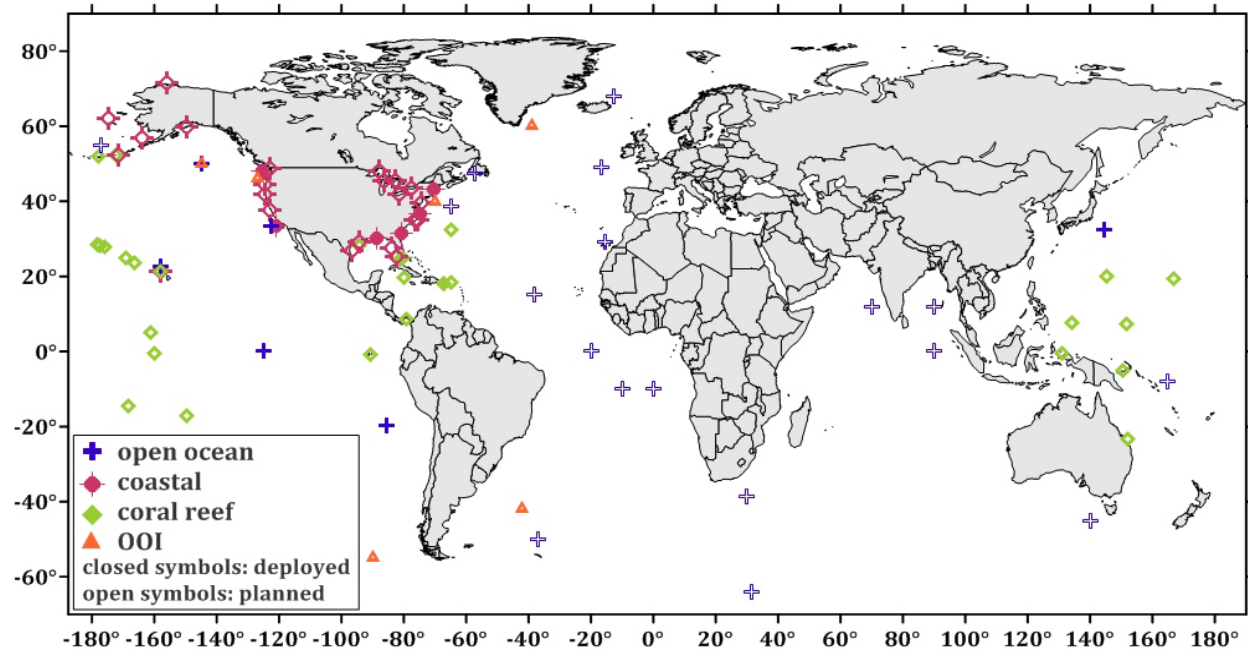 80°
60°
40°
20°
0°
-20°
-40°
-60°
open ocean
coastal
coral reef
OOI
closed symbols: deployed
open symbols: planned
-180° -160° -140° -120° -100° -80° -60° -40° -20° 0° 20° 40° 60° 80° 100° 120° 140° 160° 180°